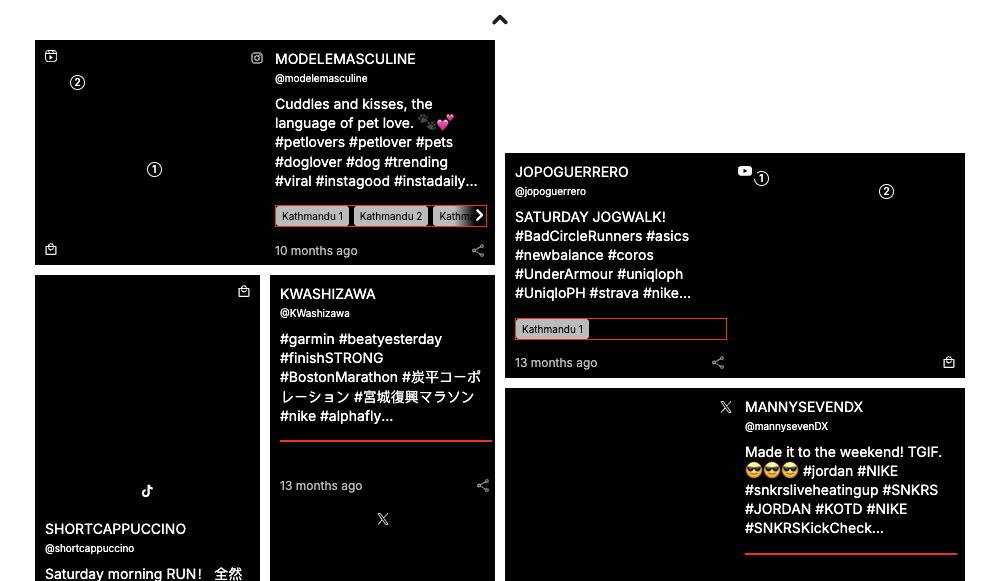 MODELEMASCULINE
@modelemasculine
②
①
Cuddles and kisses, the
language of pet love. 🐾💕
#petlovers #petlover #pets
#doglover #dog #trending
#viral #instagood #instadaily...
Kathmandu 1 Kathmandu 2 Kathma
10 months ago
JOPOGUERRERO
@jopoguerrero
①
②
SATURDAY JOGWALK!
#BadCircleRunners #asics
#newbalance #coros
#UnderArmour #uniqloph
#UniqloPH #strava #nike...
Kathmandu 1
13 months ago
KWASHIZAWA
@KWashizawa
#garmin #beatyesterday
#finishSTRONG
#BostonMarathon #炭平コーポ
レーション #宮城復興マラソン
#nike #alphafly...
13 months ago
SHORTCAPPUCCINO
@shortcappuccino
Saturday morning RUN！ 全然
MANNYSEVENDX
@mannysevenDX
Made it to the weekend! TGIF.
😎😎😎 #jordan #NIKE
#snkrsliveheatingup #SNKRS
#JORDAN #KOTD #NIKE
#SNKRSKickCheck...